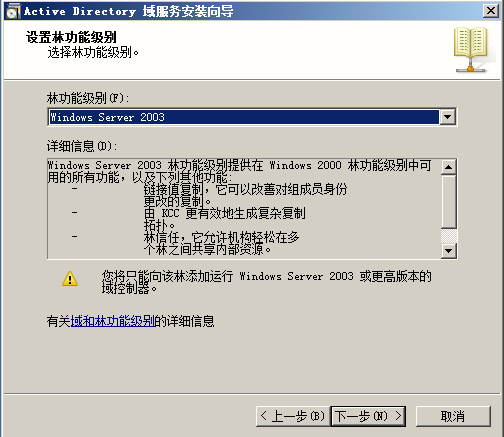 Active Directory 域服务安装向导
设置林功能级别
选择林功能级别。
林功能级别(F):
Windows Server 2003
详细信息(D):
Windows Server 2003 林功能级别提供在 Windows 2000 林功能级别中可
用的所有功能，以及下列其他功能:
- 链接值复制，它可以改善对组成员身份
更改的复制。
- 由 KCC 更有效地生成复杂复制
拓扑。
- 林信任，它允许机构轻松在多
个林之间共享内部资源。
您将只能向该林添加运行 Windows Server 2003 或更高版本的
域控制器。
有关域和林功能级别的详细信息
< 上一步(B) 下一步(N) > 取消